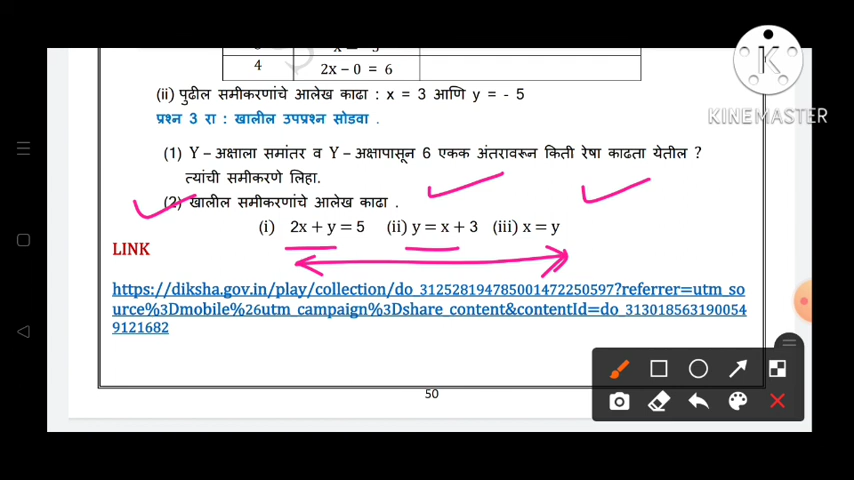 4 2x – 0 = 6
(ii) पुढील समीकरणांचे आलेख काढा : x = 3 आणि y = - 5
प्रश्न 3 रा : खालील उपप्रश्न सोडवा .
(1) Y – अक्षाला समांतर व Y – अक्षापासून 6 एकक अंतरावरून किती रेषा काढता येतील ?
त्यांची समीकरणे लिहा.
(2) खालील समीकरणांचे आलेख काढा .
(i) 2x + y = 5 (ii) y = x + 3 (iii) x = y
LINK
https://diksha.gov.in/play/collection/do_312528194785001472250597?referrer=utm_so
urce%3Dmobile%26utm_campaign%3Dshare_content&contentId=do_313018563190054
9121682
50
K
KINEMASTER